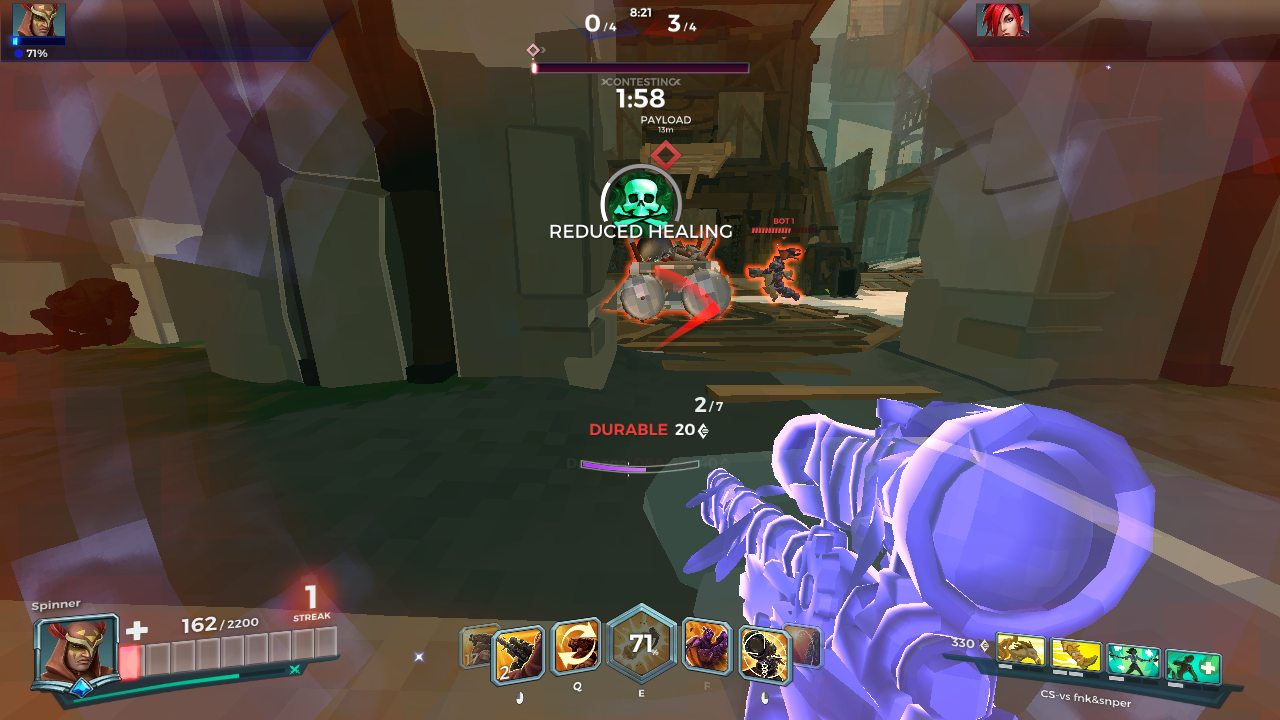 71%
0/4
8:21
3/4
CONTESTING
1:58
PAYLOAD
13m
REDUCED HEALING
BOT 1
2/7
DURABLE 20
Spinner
162/2200
1
STREAK
2
71%
Q
E
F
330
CS-vs fnk&snper